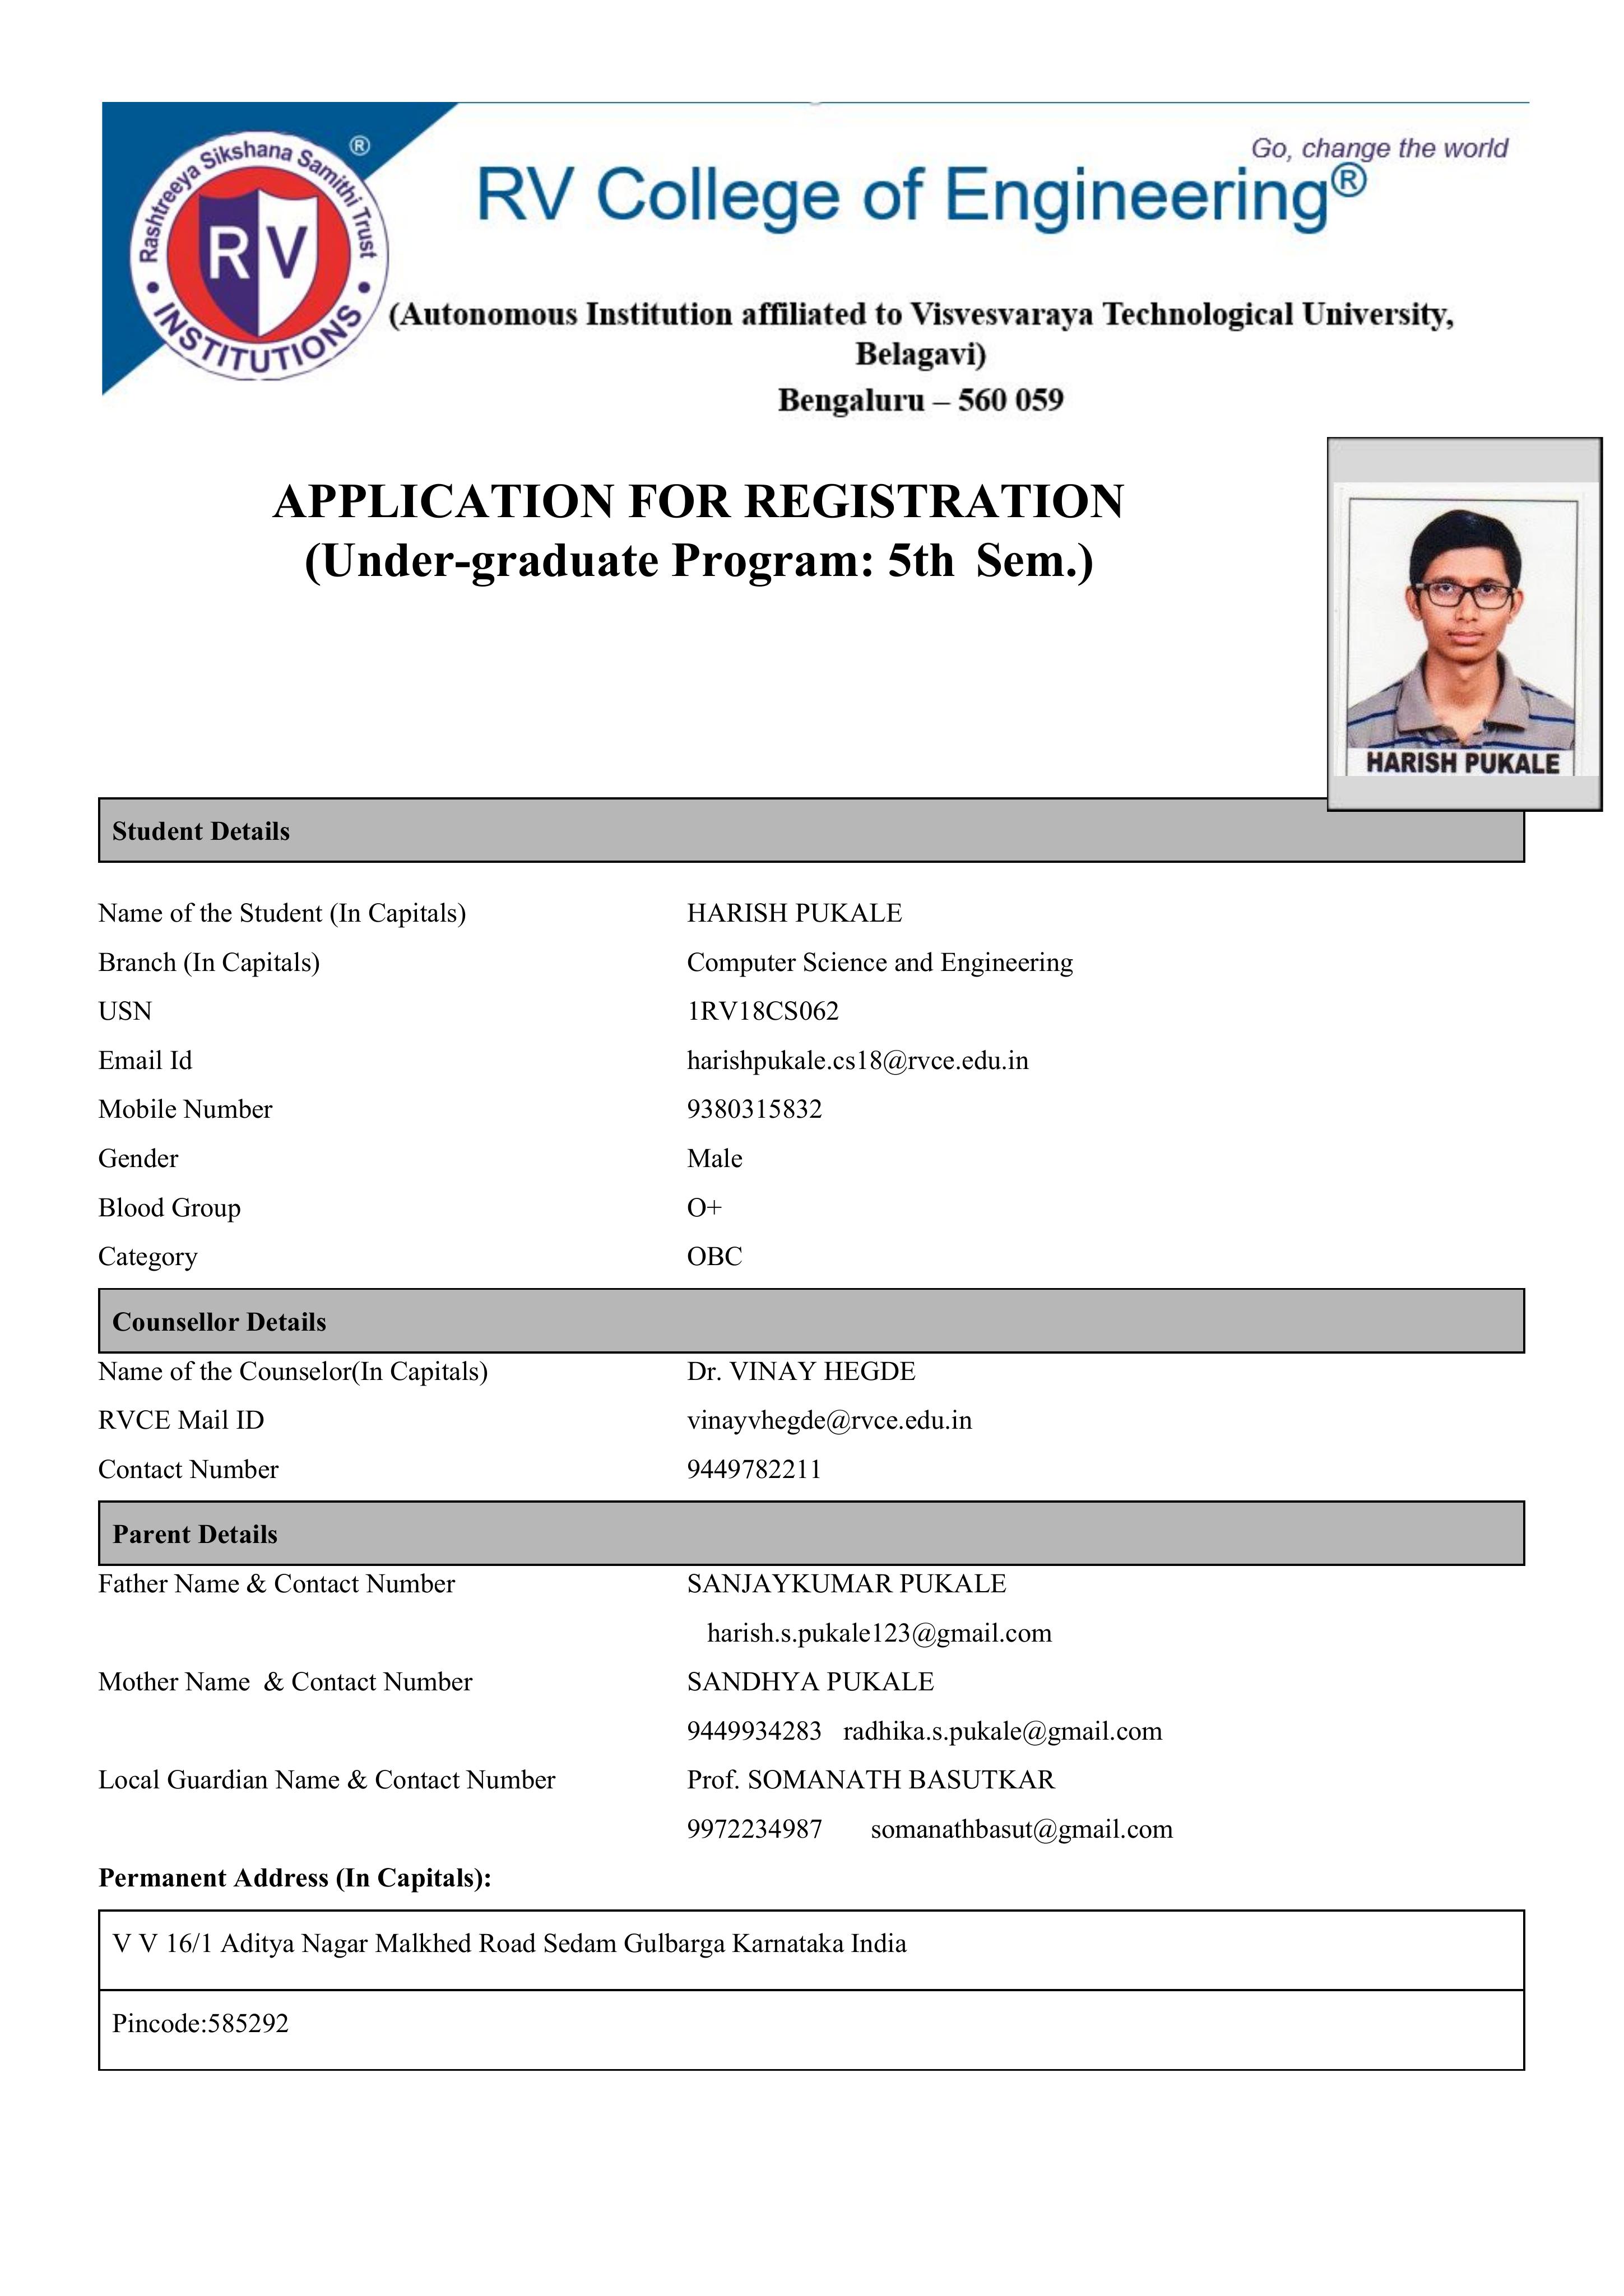 Rashtreeya Sikshana Samithi Trust
®
RV
INSTITUTIONS
Go, change the world
RV College of Engineering®
(Autonomous Institution affiliated to Visvesvaraya Technological University,
Belagavi)
Bengaluru – 560 059
APPLICATION FOR REGISTRATION
(Under-graduate Program: 5th Sem.)
HARISH PUKALE
Student Details
Name of the Student (In Capitals) HARISH PUKALE
Branch (In Capitals) Computer Science and Engineering
USN 1RV18CS062
Email Id harishpukale.cs18@rvce.edu.in
Mobile Number 9380315832
Gender Male
Blood Group O+
Category OBC
Counsellor Details
Name of the Counselor(In Capitals) Dr. VINAY HEGDE
RVCE Mail ID vinayvhegde@rvce.edu.in
Contact Number 9449782211
Parent Details
Father Name & Contact Number SANJAYKUMAR PUKALE
harish.s.pukale123@gmail.com
Mother Name & Contact Number SANDHYA PUKALE
9449934283 radhika.s.pukale@gmail.com
Local Guardian Name & Contact Number Prof. SOMANATH BASUTKAR
9972234987 somanathbasut@gmail.com
Permanent Address (In Capitals):
V V 16/1 Aditya Nagar Malkhed Road Sedam Gulbarga Karnataka India
Pincode:585292